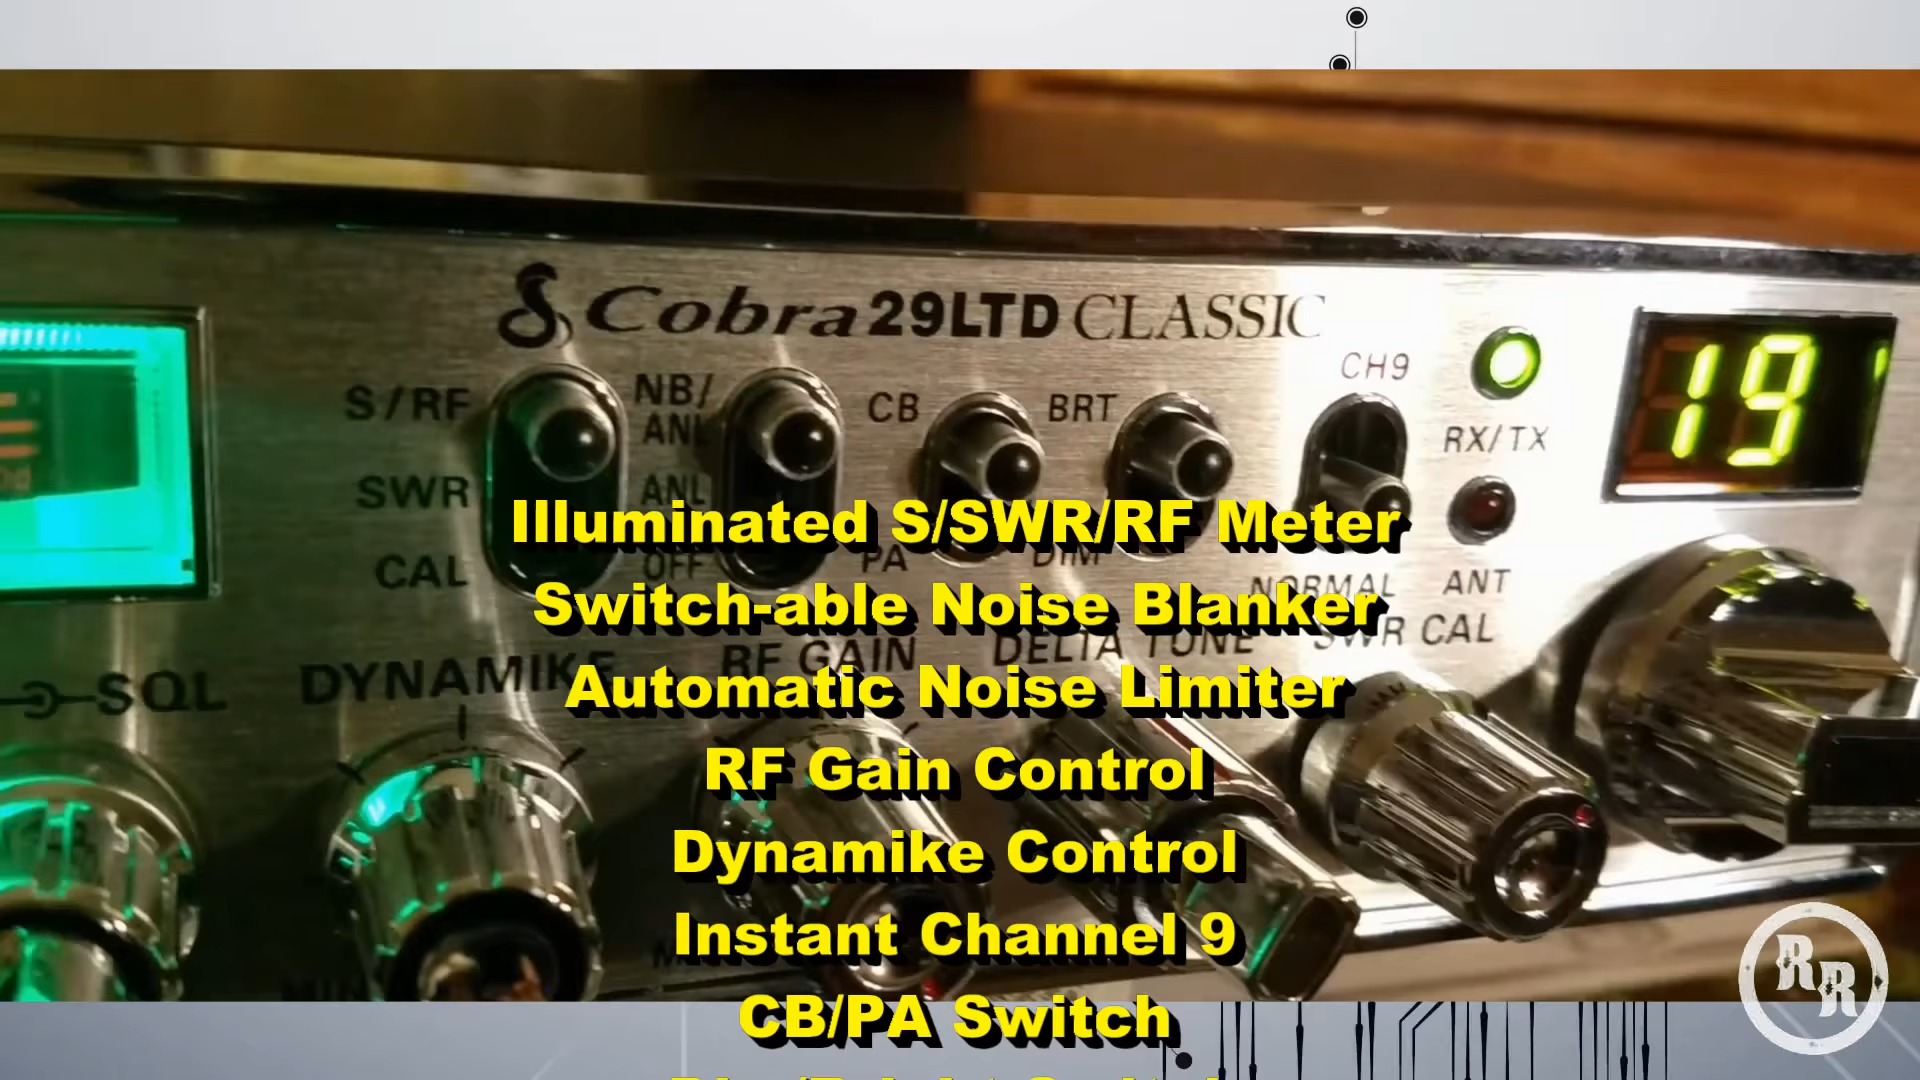 Cobra 29 LTD CLASSIC
CH9
S/RF
NB/
ANL
CB
BRT
RX/TX
19
SWR
ANL
CAL
OFF
PA
DIM
NORMAL
ANT
SWR CAL
SQL
DYNAMIKE
RF GAIN
DELTA TUNE
Illuminated S/SWR/RF Meter
Switch-able Noise Blanker
Automatic Noise Limiter
RF Gain Control
Dynamike Control
Instant Channel 9
CB/PA Switch
RR